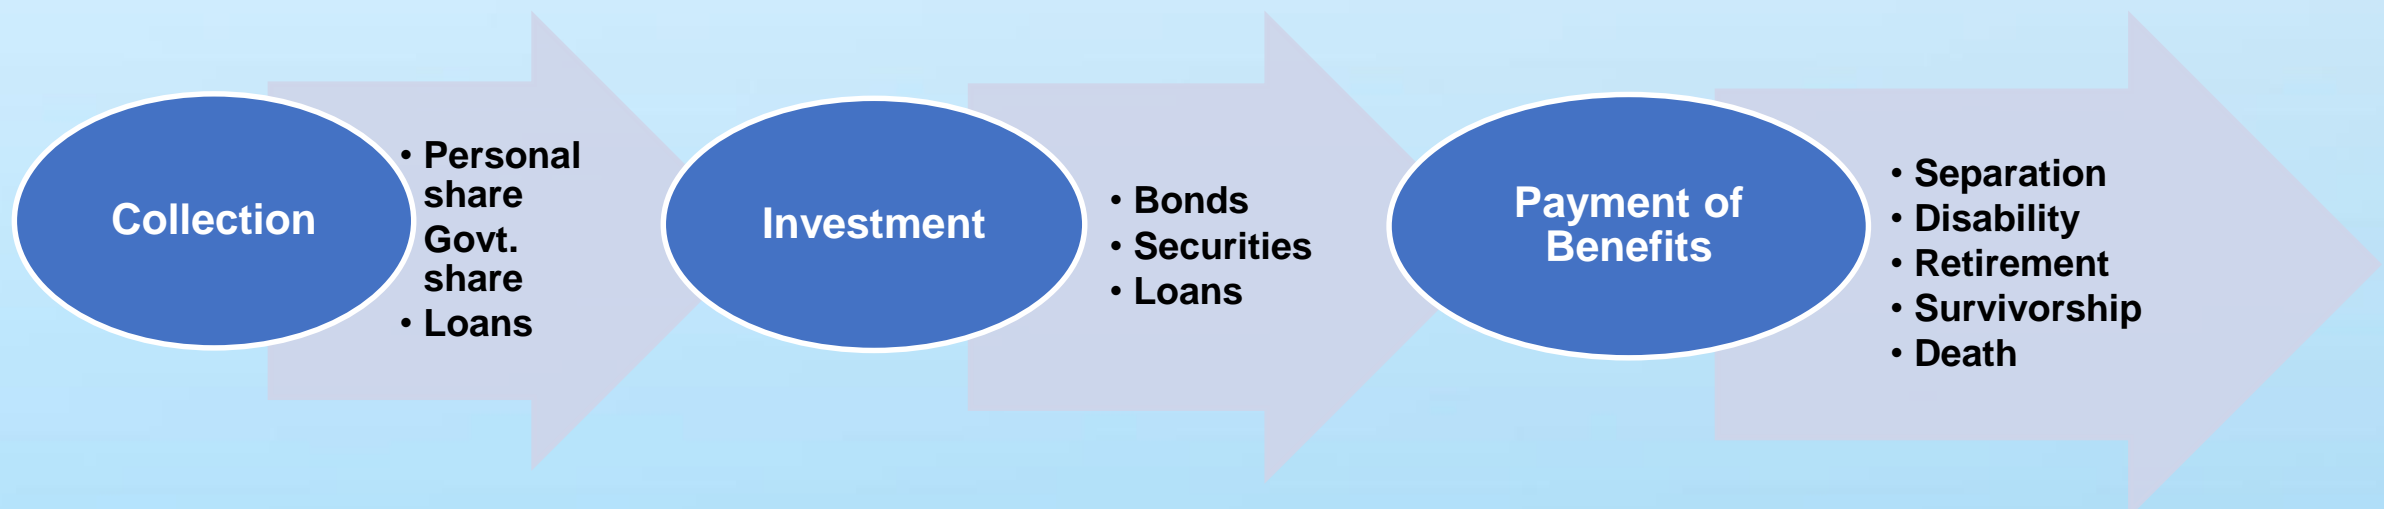 Collection
• Personal
share
Govt.
share
• Loans
Investment
• Bonds
• Securities
• Loans
Payment of
Benefits
• Separation
• Disability
• Retirement
• Survivorship
• Death